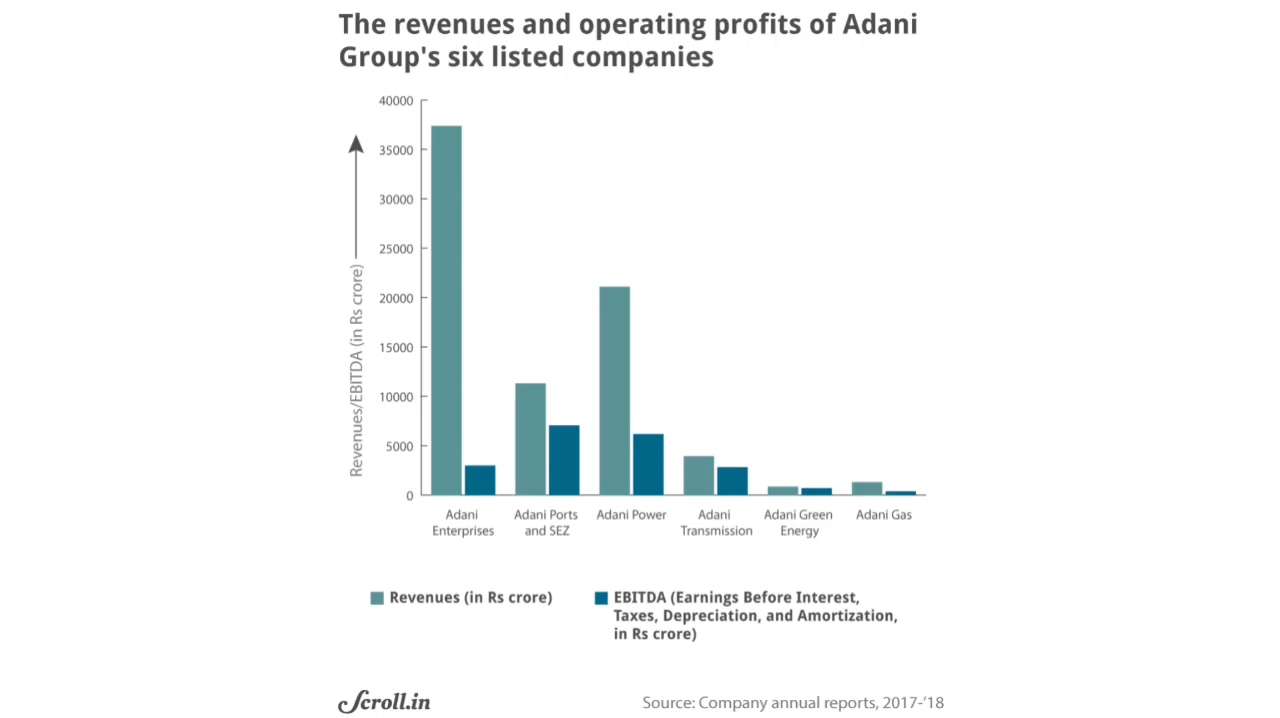 The revenues and operating profits of Adani
Group's six listed companies
Revenues/EBITDA (in Rs crore)
40000
35000
30000
25000
20000
15000
10000
5000
0
Adani
Enterprises
Adani Ports
and SEZ
Adani Power
Adani
Transmission
Adani Green
Energy
Adani Gas
Revenues (in Rs crore)
EBITDA (Earnings Before Interest,
Taxes, Depreciation, and Amortization,
in Rs crore)
Scroll.in
Source: Company annual reports, 2017-'18